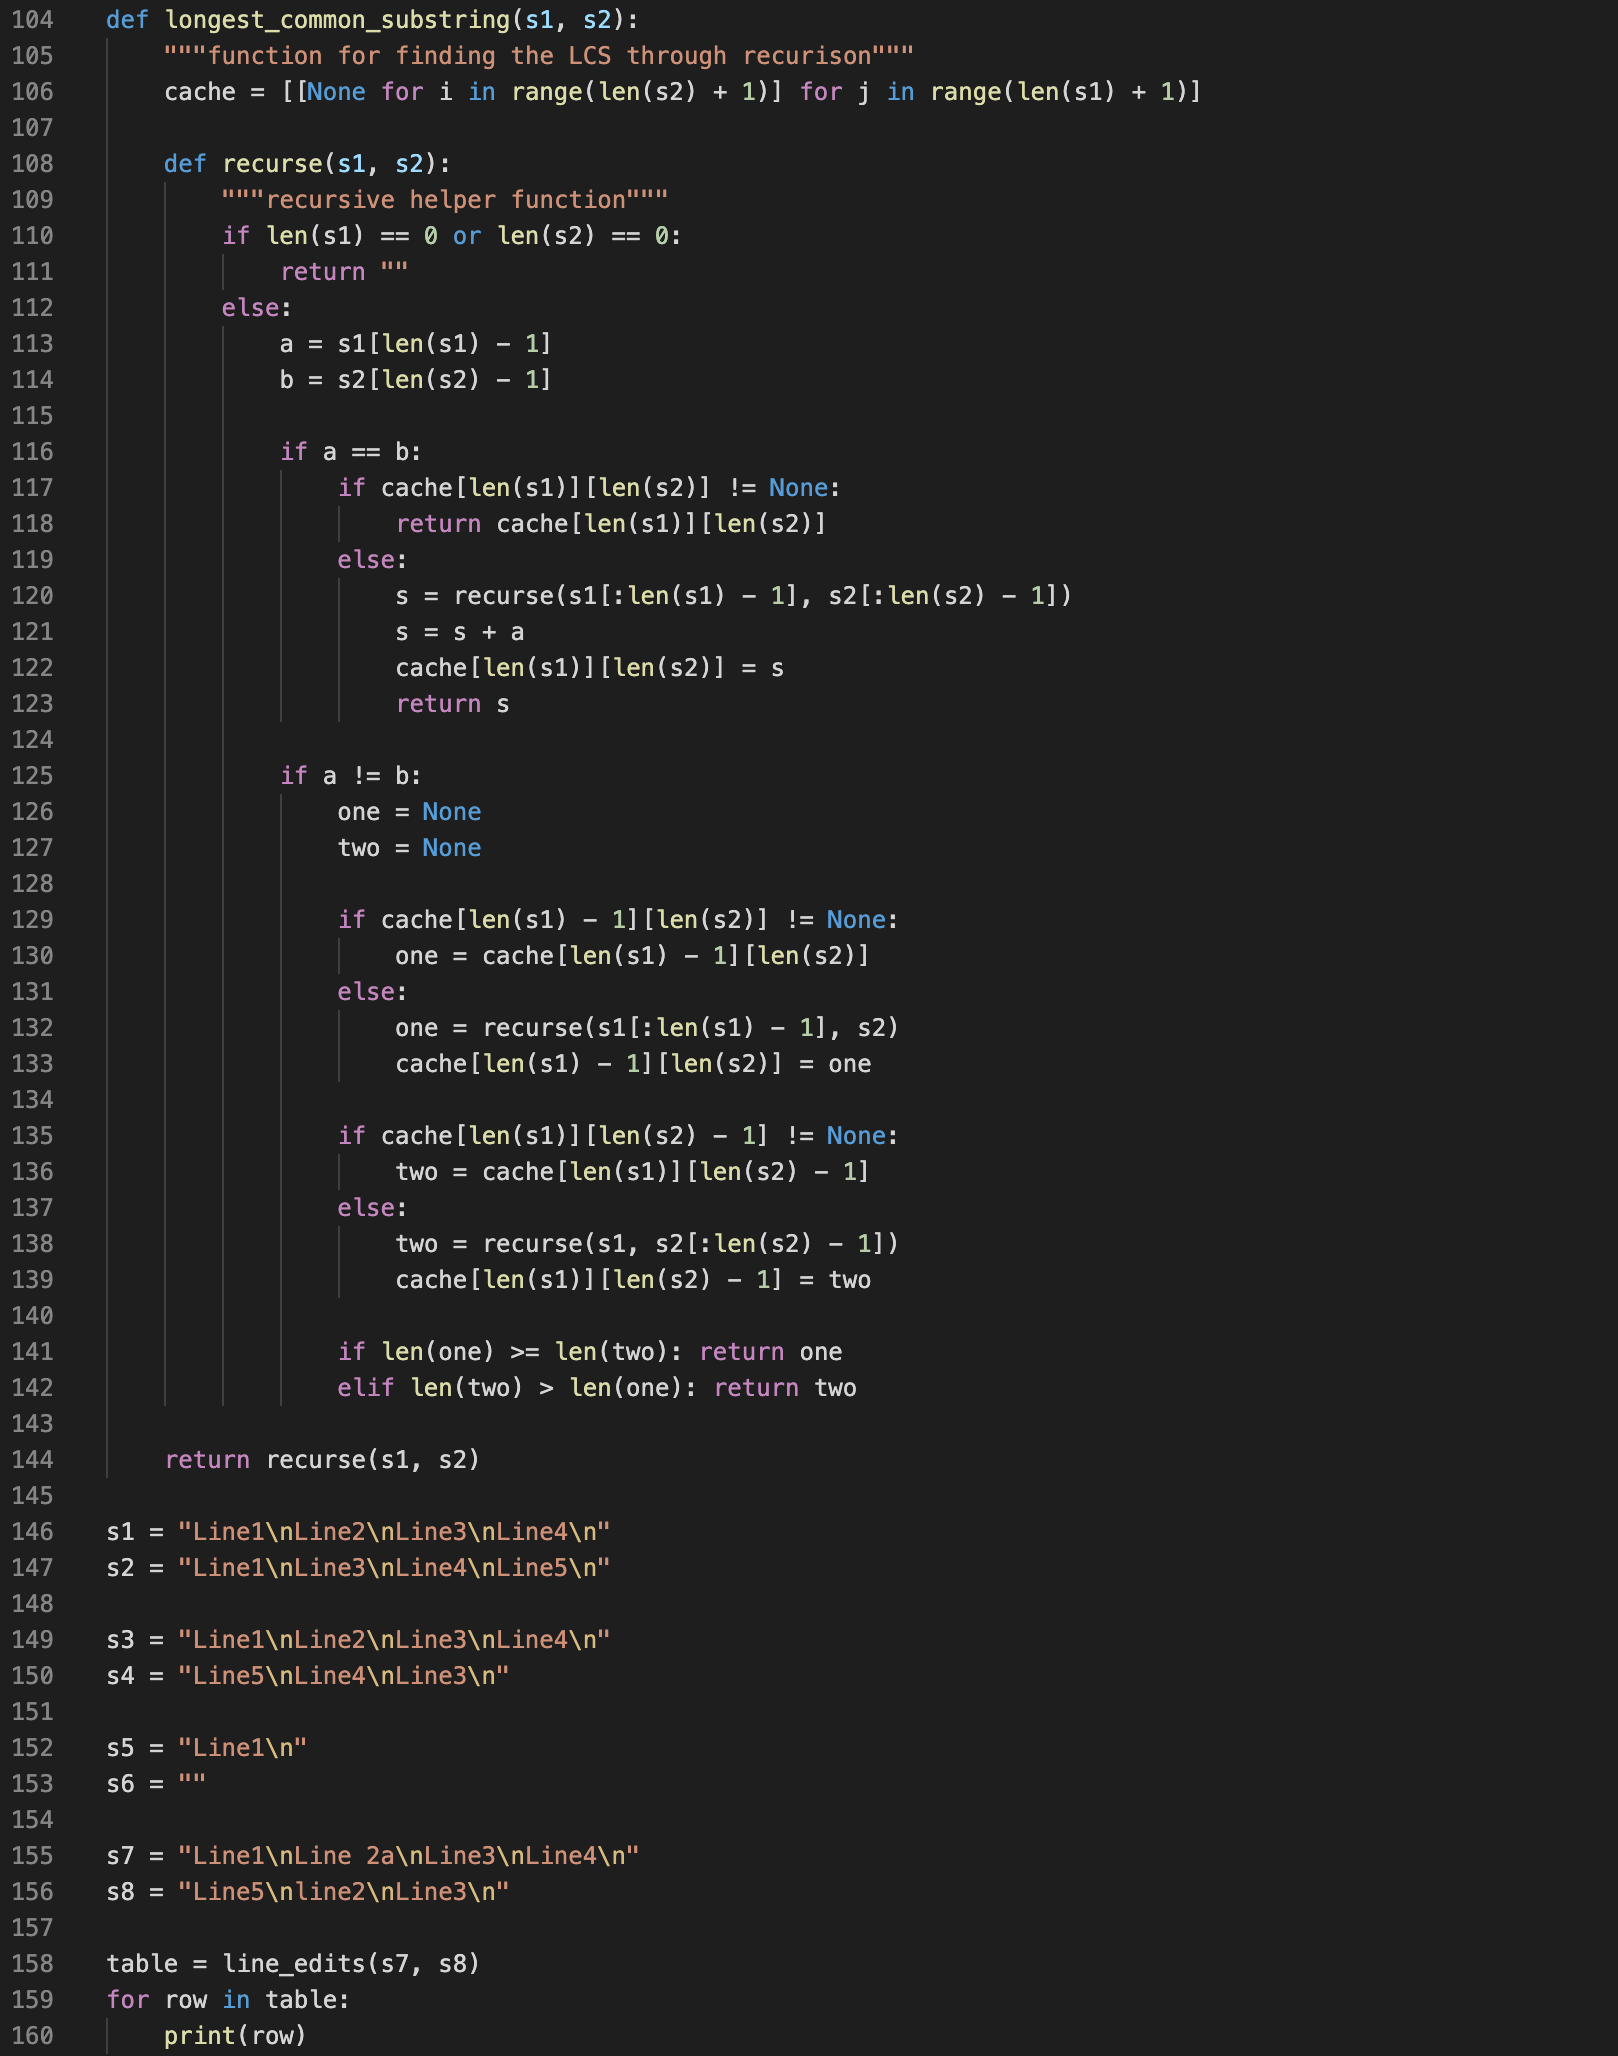 104 def longest_common_substring(s1, s2):
105     """function for finding the LCS through recurison"""
106     cache = [[None for i in range(len(s2) + 1)] for j in range(len(s1) + 1)]
107
108     def recurse(s1, s2):
109         """recursive helper function"""
110         if len(s1) == 0 or len(s2) == 0:
111             return ""
112         else:
113             a = s1[len(s1) - 1]
114             b = s2[len(s2) - 1]
115
116             if a == b:
117                 if cache[len(s1)][len(s2)] != None:
118                     return cache[len(s1)][len(s2)]
119                 else:
120                     s = recurse(s1[:len(s1) - 1], s2[:len(s2) - 1])
121                     s = s + a
122                     cache[len(s1)][len(s2)] = s
123                     return s
124
125             if a != b:
126                 one = None
127                 two = None
128
129                 if cache[len(s1) - 1][len(s2)] != None:
130                     one = cache[len(s1) - 1][len(s2)]
131                 else:
132                     one = recurse(s1[:len(s1) - 1], s2)
133                     cache[len(s1) - 1][len(s2)] = one
134
135                 if cache[len(s1)][len(s2) - 1] != None:
136                     two = cache[len(s1)][len(s2) - 1]
137                 else:
138                     two = recurse(s1, s2[:len(s2) - 1])
139                     cache[len(s1)][len(s2) - 1] = two
140
141                 if len(one) >= len(two): return one
142                 elif len(two) > len(one): return two
143
144     return recurse(s1, s2)
145
146 s1 = "Line1\nLine2\nLine3\nLine4\n"
147 s2 = "Line1\nLine3\nLine4\nLine5\n"
148
149 s3 = "Line1\nLine2\nLine3\nLine4\n"
150 s4 = "Line5\nLine4\nLine3\n"
151
152 s5 = "Line1\n"
153 s6 = ""
154
155 s7 = "Line1\nLine 2a\nLine3\nLine4\n"
156 s8 = "Line5\nline2\nLine3\n"
157
158 table = line_edits(s7, s8)
159 for row in table:
160     print(row)